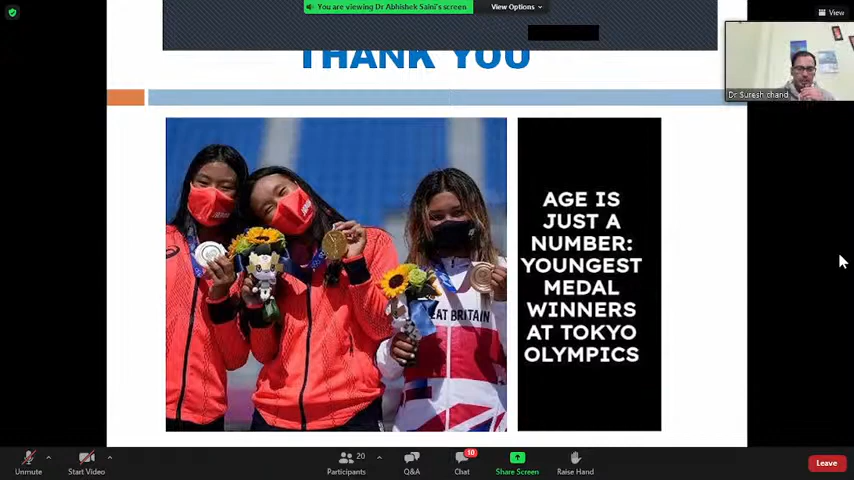 You are viewing Dr Abhishek Saini's screen
View Options
View
THANK YOU
Dr Suresh chand
AGE IS
JUST A
NUMBER:
YOUNGEST
MEDAL
WINNERS
AT TOKYO
OLYMPICS
GREAT BRITAIN
Unmute
Start Video
20
Participants
Q&A
10
Chat
Share Screen
Raise Hand
Leave